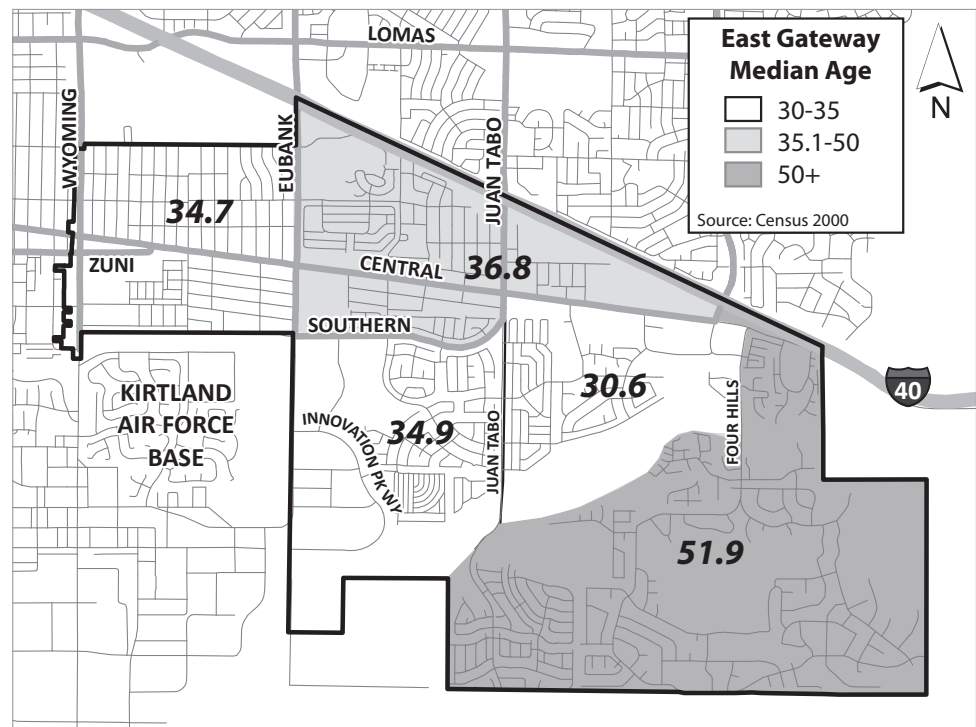 LOMAS
East Gateway
Median Age
30-35
35.1-50
50+
Source: Census 2000
N
WYOMING
EUBANK
JUAN TABO
34.7
36.8
CENTRAL
ZUNI
SOUTHERN
40
KIRTLAND
AIR FORCE
BASE
INNOVATION PKWY
34.9
JUAN TABO
30.6
FOUR HILLS
51.9